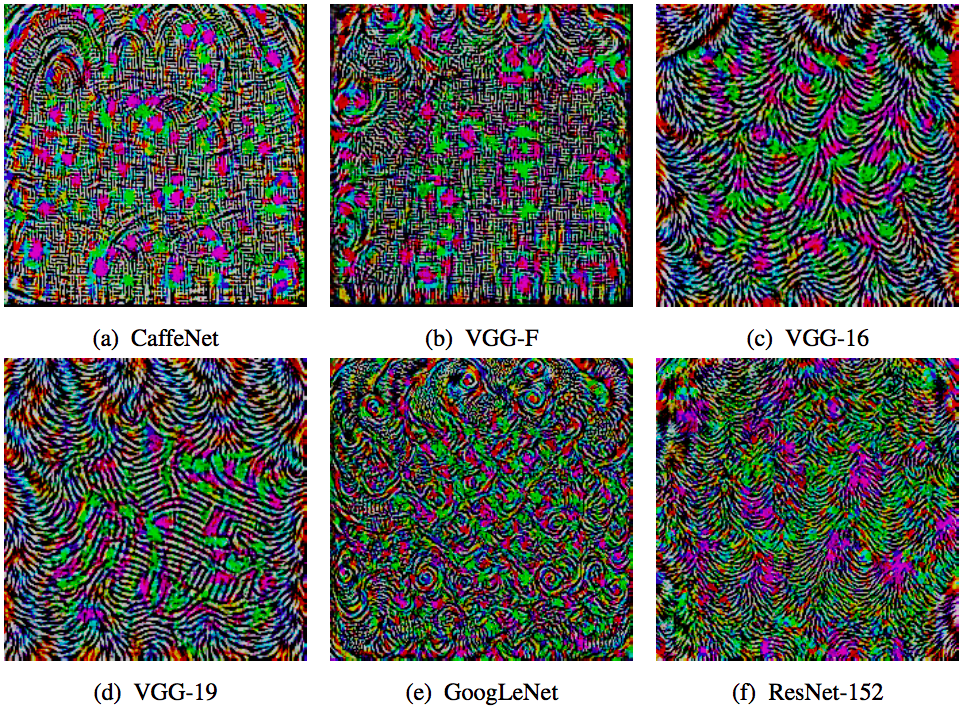 (a) CaffeNet
(b) VGG-F
(c) VGG-16
(d) VGG-19
(e) GoogLeNet
(f) ResNet-152